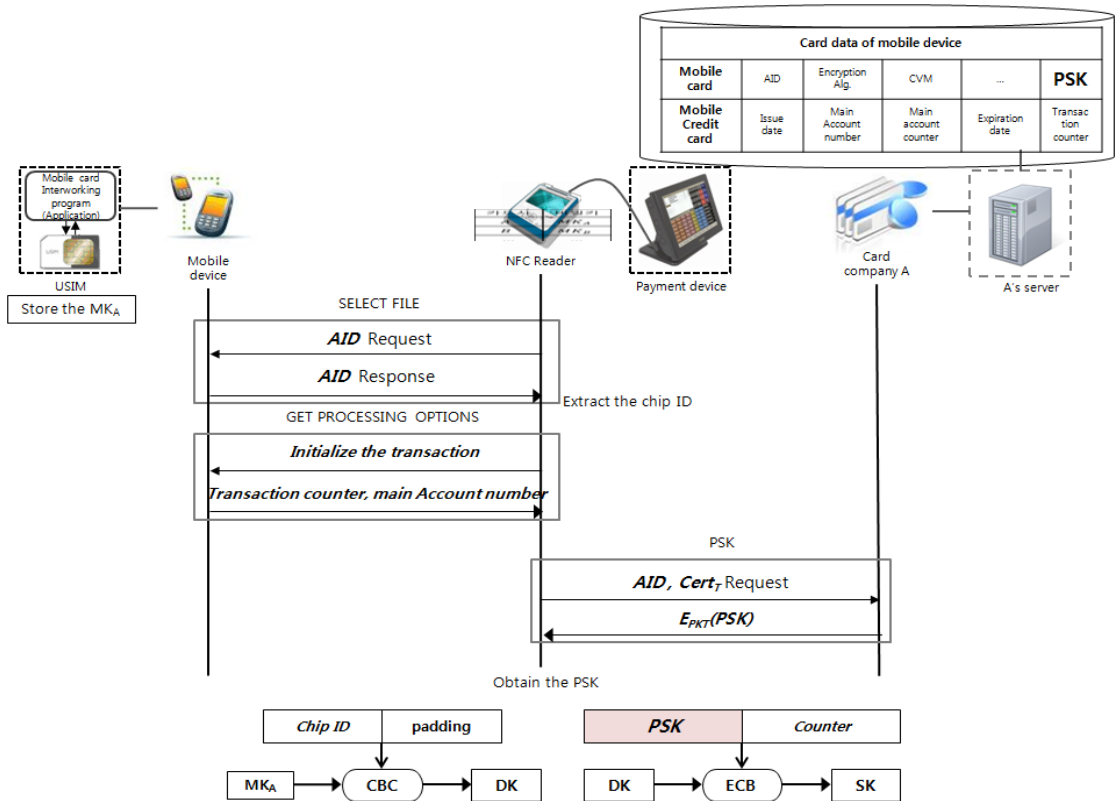 Card data of mobile device
Mobile card
AID
Encryption Alg.
CVM
...
PSK
Mobile Credit card
Issue date
Main Account number
Main account counter
Expiration date
Transac tion counter
Mobile card
Interworking
program
(Application)
USIM
USIM
Store the MKA
Mobile device
NFC Reader
Payment device
Card company A
A's server
SELECT FILE
AID Request
AID Response
Extract the chip ID
GET PROCESSING OPTIONS
Initialize the transaction
Transaction counter, main Account number
PSK
AID, CertT Request
EPKT(PSK)
Obtain the PSK
Chip ID
padding
PSK
Counter
MKA
CBC
DK
DK
ECB
SK